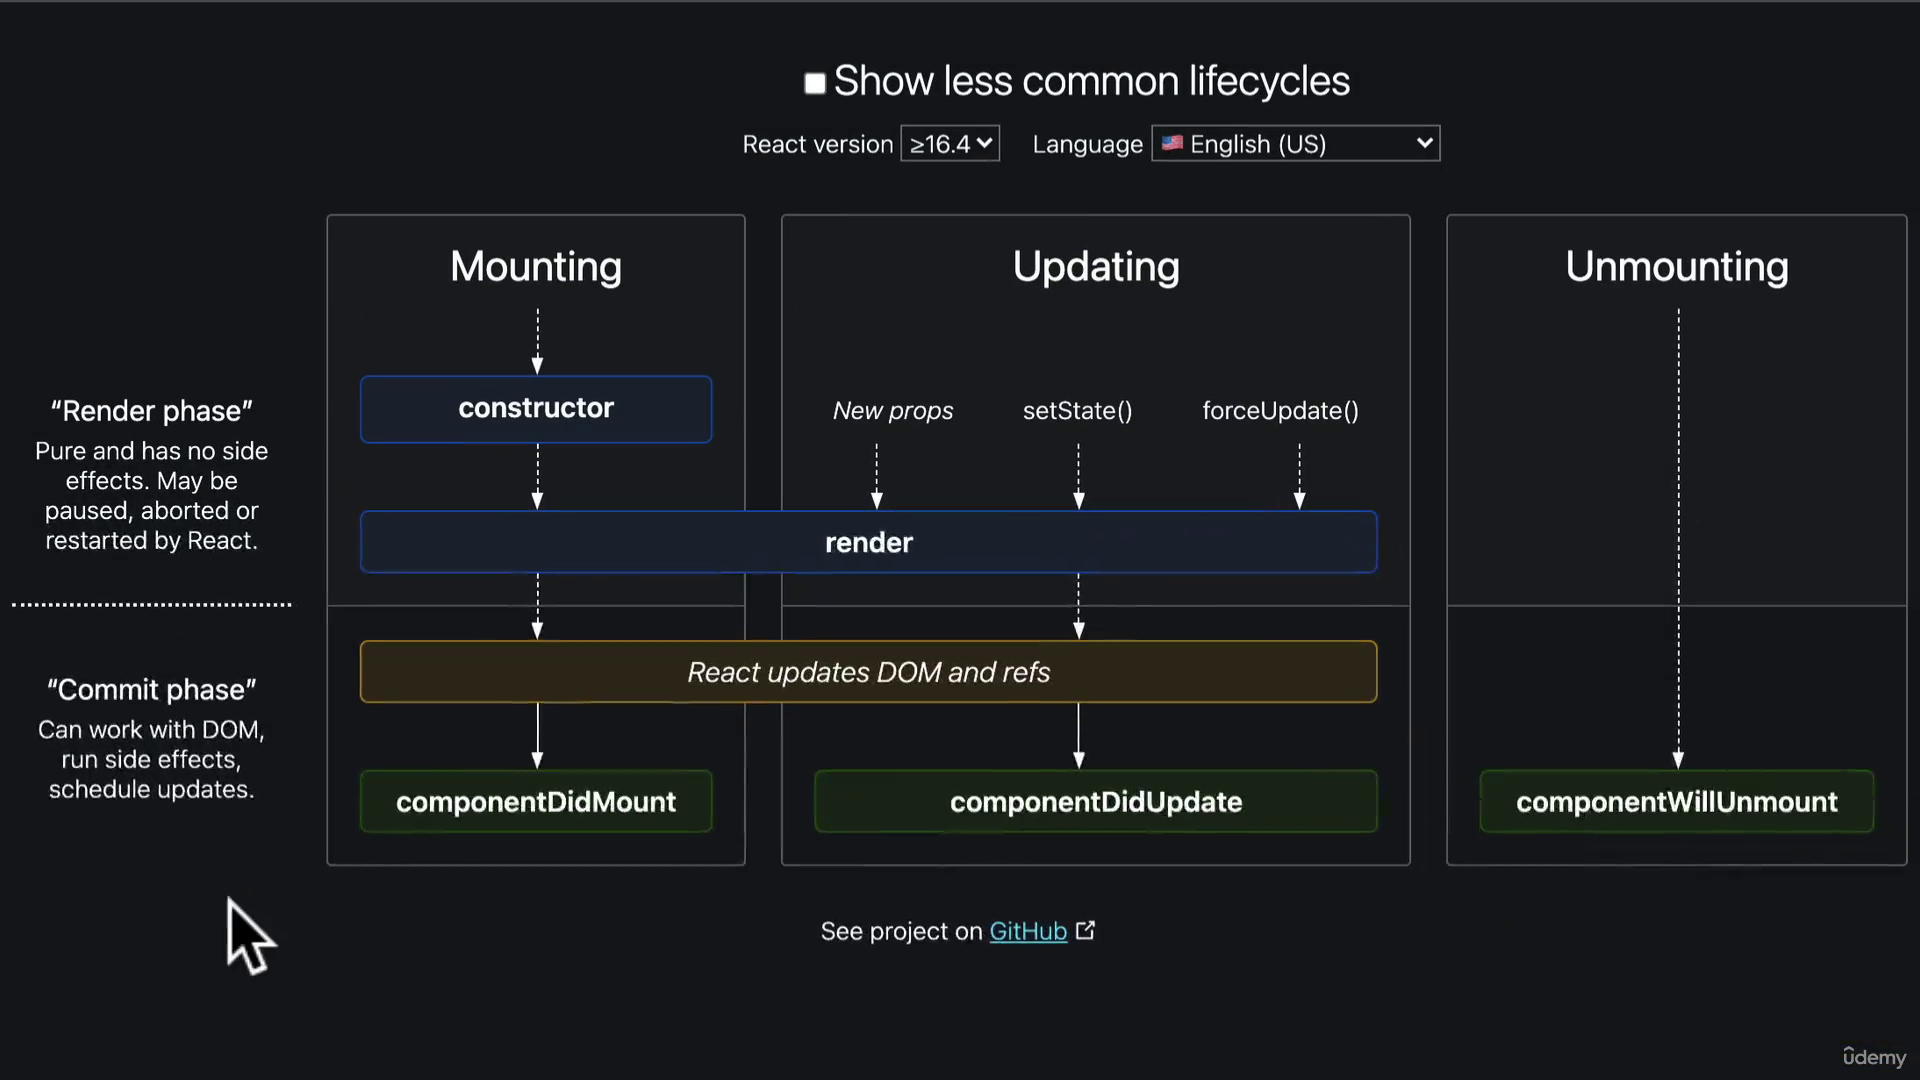 Show less common lifecycles
React version ≥16.4 Language 🇺🇸 English (US)
Mounting
Updating
Unmounting
“Render phase”
Pure and has no side
effects. May be
paused, aborted or
restarted by React.
constructor
New props
setState()
forceUpdate()
render
“Commit phase”
Can work with DOM,
run side effects,
schedule updates.
React updates DOM and refs
componentDidMount
componentDidUpdate
componentWillUnmount
See project on GitHub
ûdemy